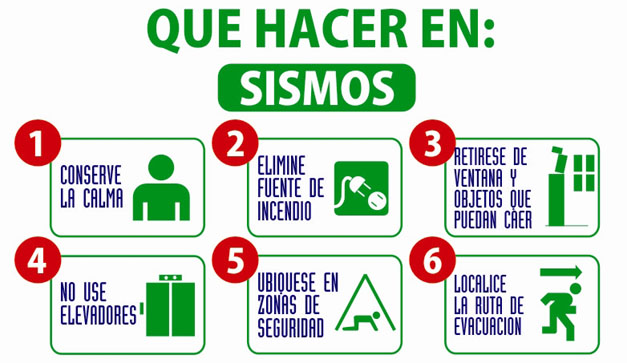 QUE HACER EN:
SISMOS
1
CONSERVE
LA CALMA
2
ELIMINE
FUENTE DE
INCENDIO
3
RETIRESE DE
VENTANA Y
OBJETOS QUE
PUEDAN CAER
4
NO USE
ELEVADORES
5
UBIQUESE EN
ZONAS DE
SEGURIDAD
6
LOCALICE
LA RUTA DE
EVACUACION